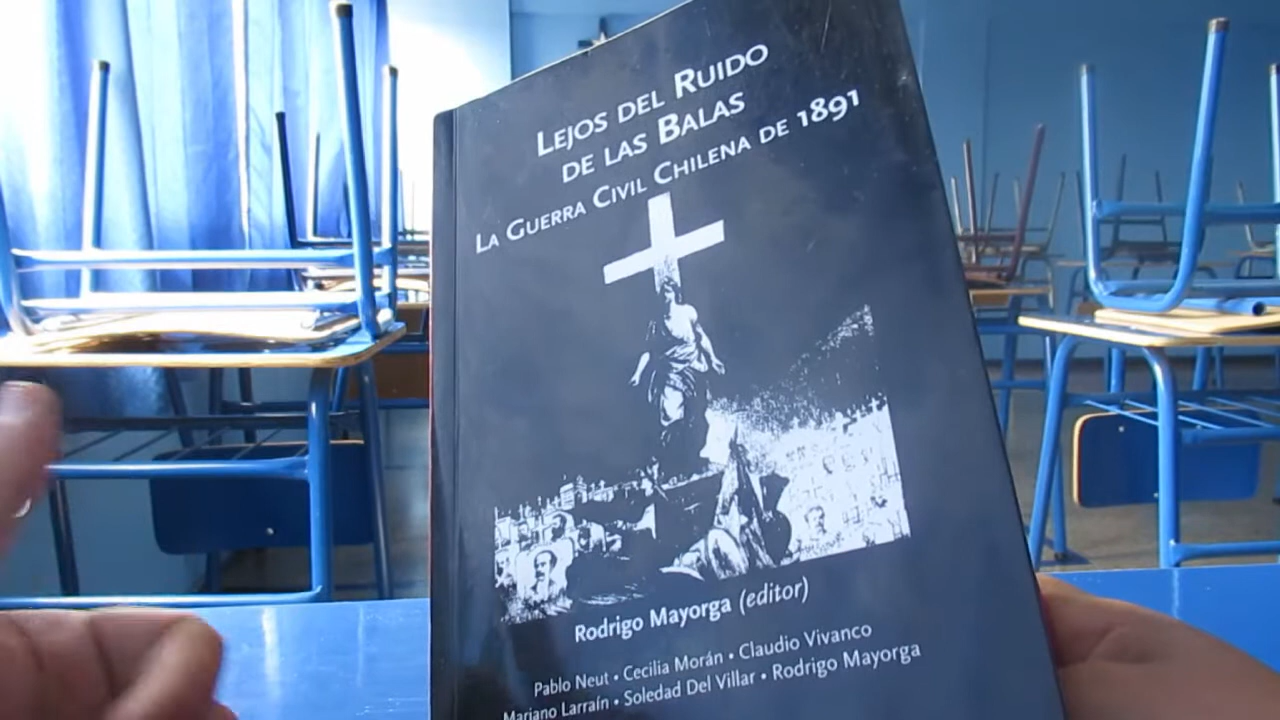 LEJOS DEL RUIDO
DE LAS BALAS
LA GUERRA CIVIL CHILENA DE 1891
Rodrigo Mayorga (editor)
Pablo Neut • Cecilia Morán • Claudio Vivanco
Mariano Larraín • Soledad Del Villar • Rodrigo Mayorga